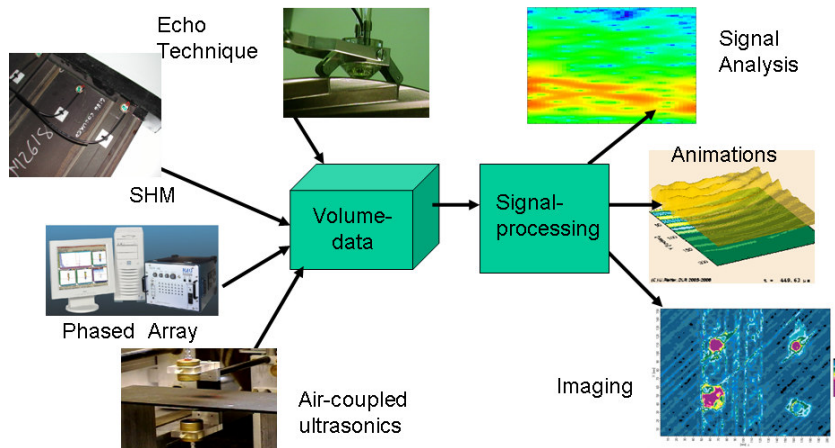 Echo
Technique
Signal
Analysis
Animations
SHM
Volume-
data
Signal-
processing
Phased Array
Imaging
Air-coupled
ultrasonics